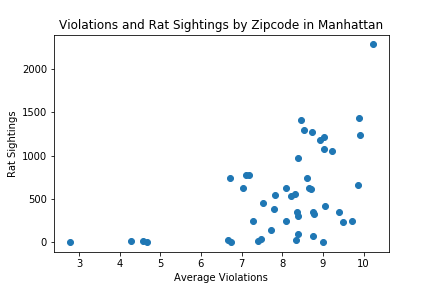 Violations and Rat Sightings by Zipcode in Manhattan
2000
1500
1000
500
0
Rat Sightings
3 4 5 6 7 8 9 10
Average Violations